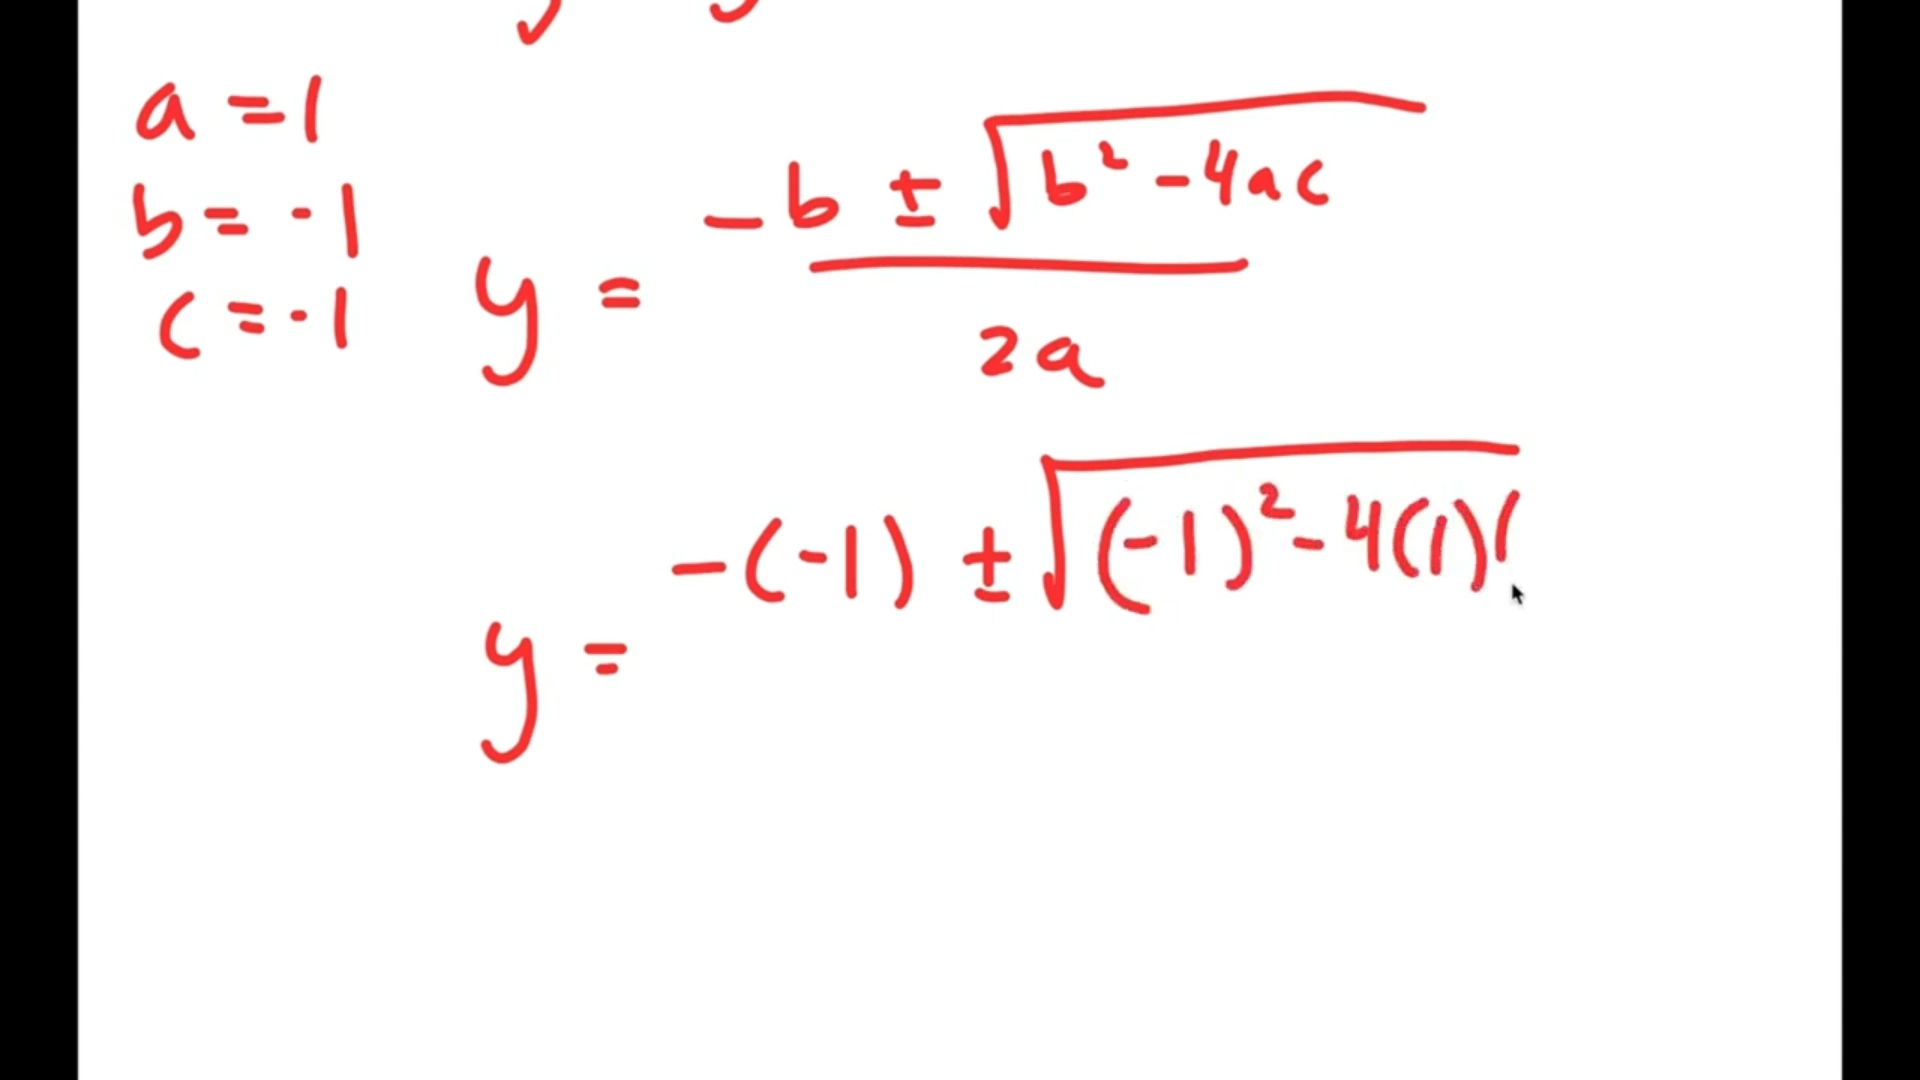 a = 1
b = -1
c = -1
y = -b ± √b² - 4ac
2a
y = -(-1) ± √(-1)² - 4(1)(